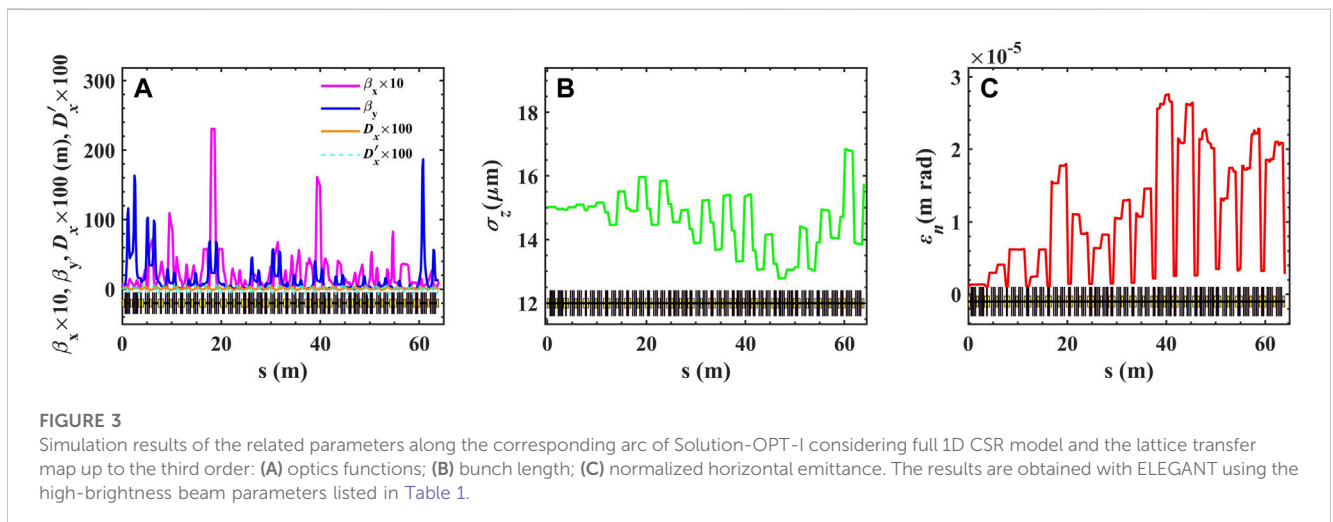 ×10⁻⁵
A
B
C
β_x×10
β_y
D_x×100
D′_x×100
300
200
100
0
β_x×10, β_y, D_x×100 (m), D′_x×100
0
20
40
60
s (m)
18
16
14
12
σ_z(μm)
0
20
40
60
s (m)
3
2
1
0
ε_n(m rad)
0
20
40
60
s (m)
FIGURE 3
Simulation results of the related parameters along the corresponding arc of Solution-OPT-I considering full 1D CSR model and the lattice transfer
map up to the third order: (A) optics functions; (B) bunch length; (C) normalized horizontal emittance. The results are obtained with ELEGANT using the
high-brightness beam parameters listed in Table 1.